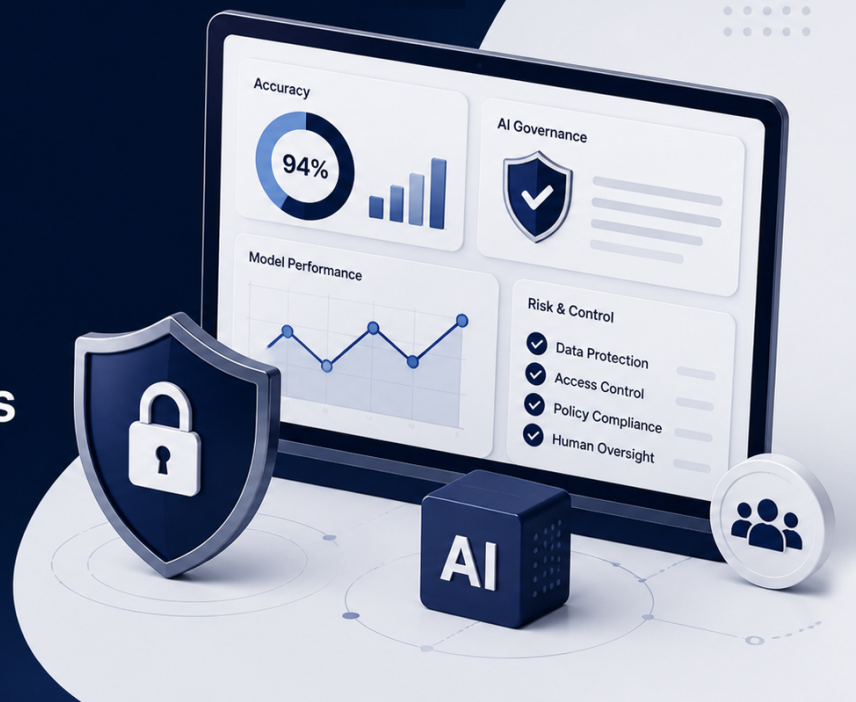 Accuracy
94%
AI Governance
Model Performance
Risk & Control
Data Protection
Access Control
Policy Compliance
Human Oversight
s
AI